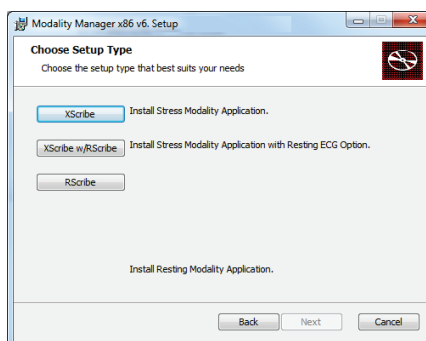 Modality Manager x86 v6. Setup
Choose Setup Type
Choose the setup type that best suits your needs
XScribe Install Stress Modality Application.
XScribe w/RScribe Install Stress Modality Application with Resting ECG Option.
RScribe
Install Resting Modality Application.
Back Next Cancel